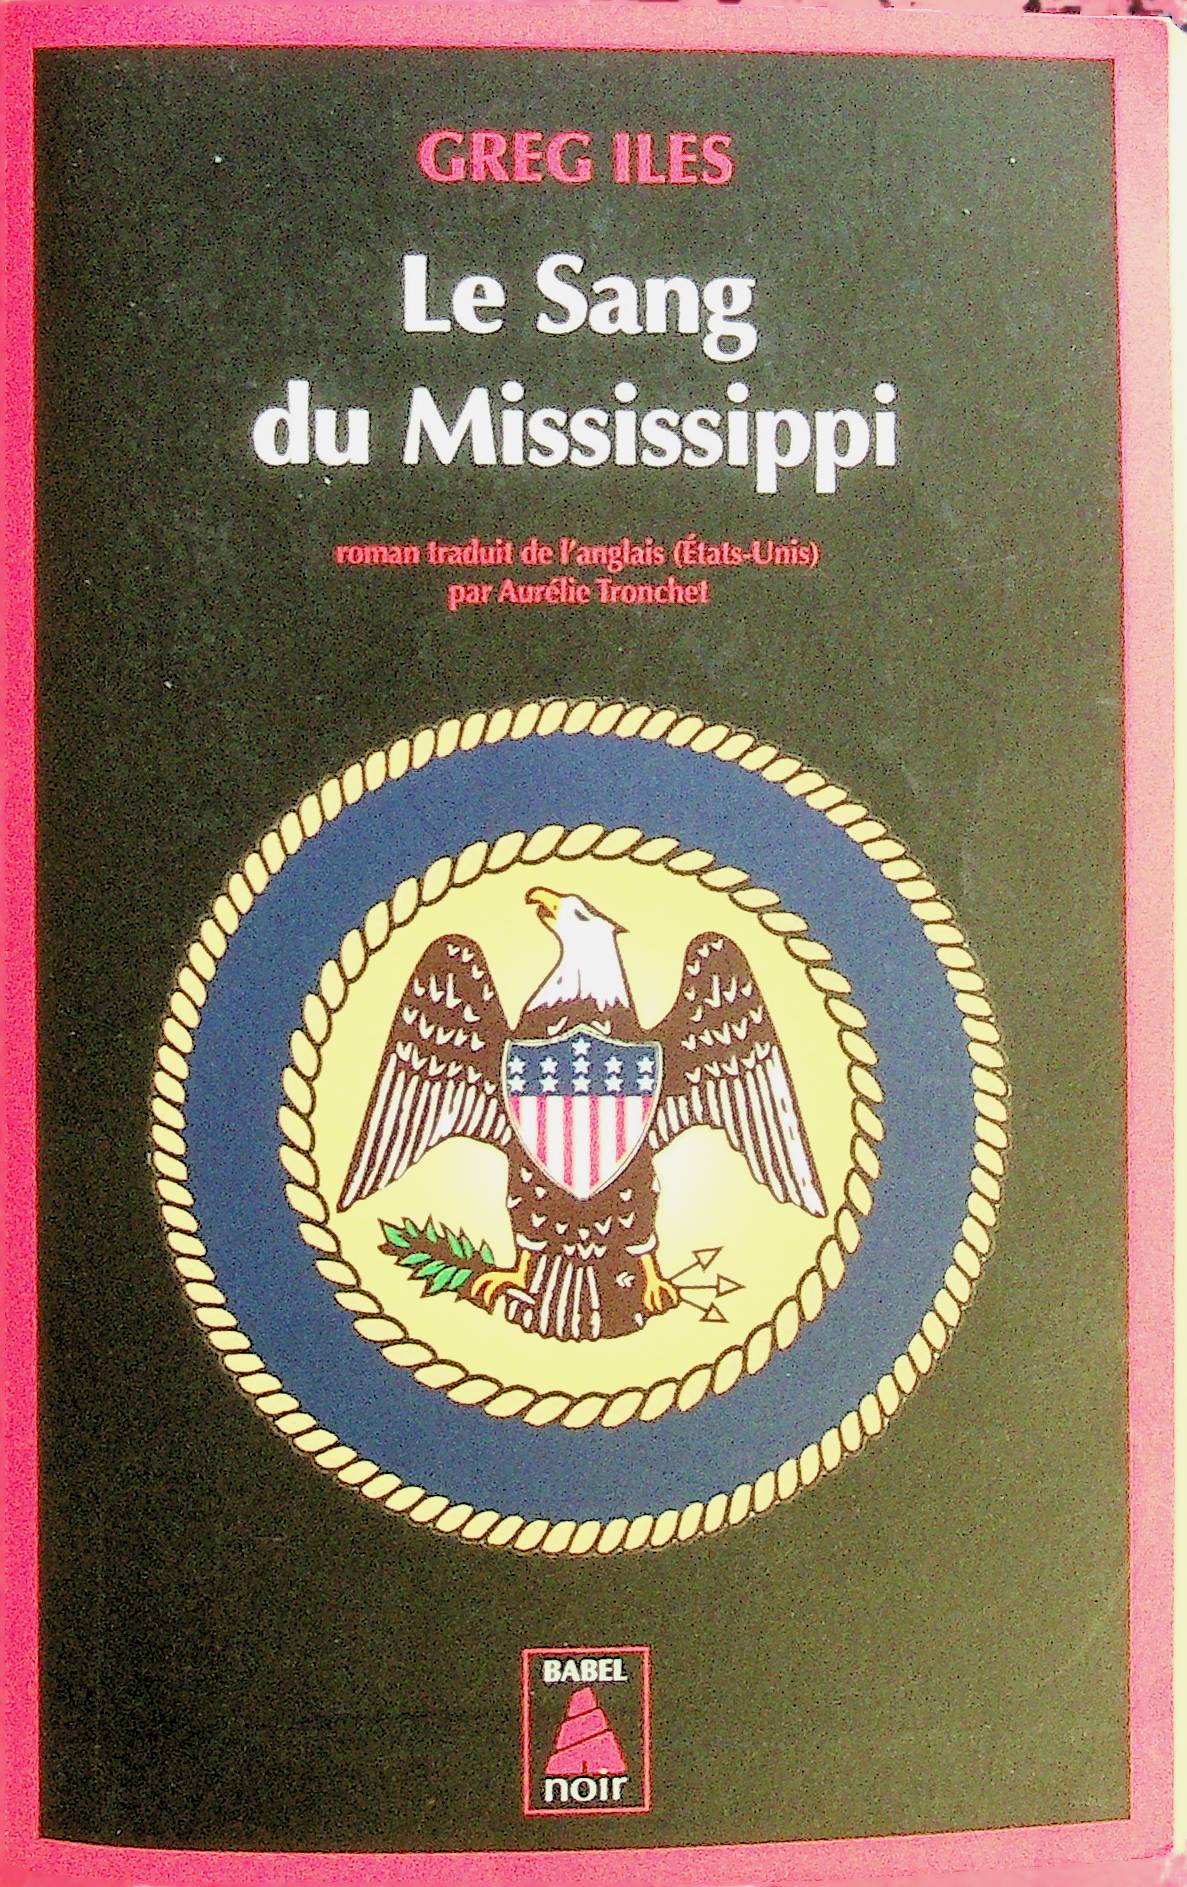 GREG ILES
Le Sang
du Mississippi
roman traduit de l'anglais (États-Unis)
par Aurélie Tronchet
BABEL
noir